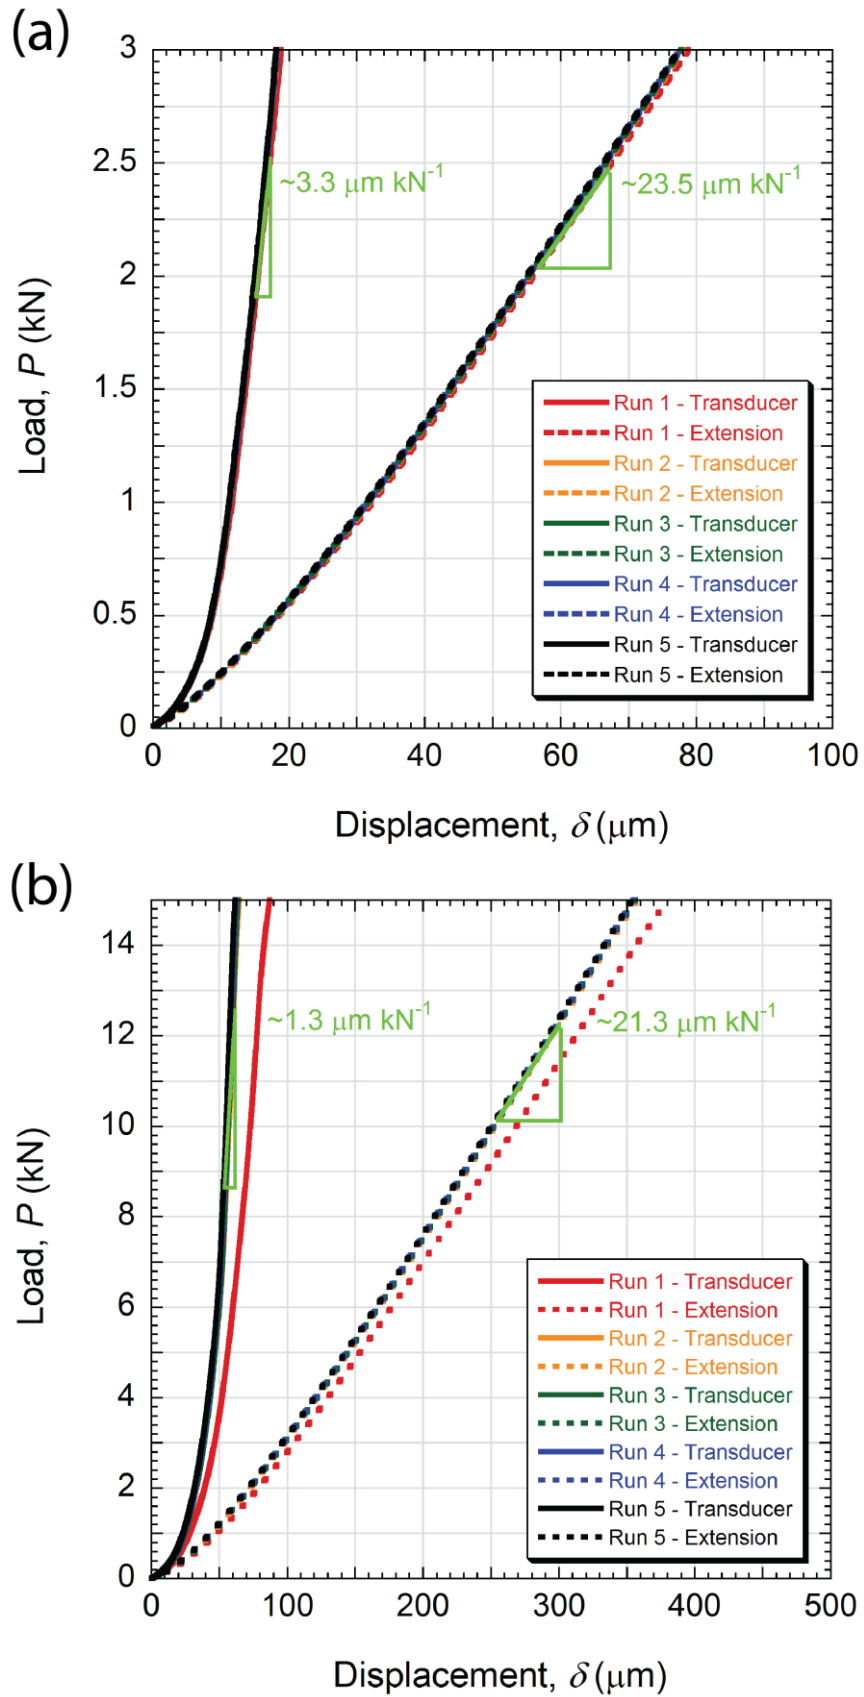 (a)
3
2.5
2
1.5
1
0.5
0
Load, P (kN)
~3.3 μm kN⁻¹
~23.5 μm kN⁻¹
Run 1 - Transducer
Run 1 - Extension
Run 2 - Transducer
Run 2 - Extension
Run 3 - Transducer
Run 3 - Extension
Run 4 - Transducer
Run 4 - Extension
Run 5 - Transducer
Run 5 - Extension
0 20 40 60 80 100
Displacement, δ (μm)
(b)
14
12
10
8
6
4
2
0
Load, P (kN)
~1.3 μm kN⁻¹
~21.3 μm kN⁻¹
Run 1 - Transducer
Run 1 - Extension
Run 2 - Transducer
Run 2 - Extension
Run 3 - Transducer
Run 3 - Extension
Run 4 - Transducer
Run 4 - Extension
Run 5 - Transducer
Run 5 - Extension
0 100 200 300 400 500
Displacement, δ (μm)